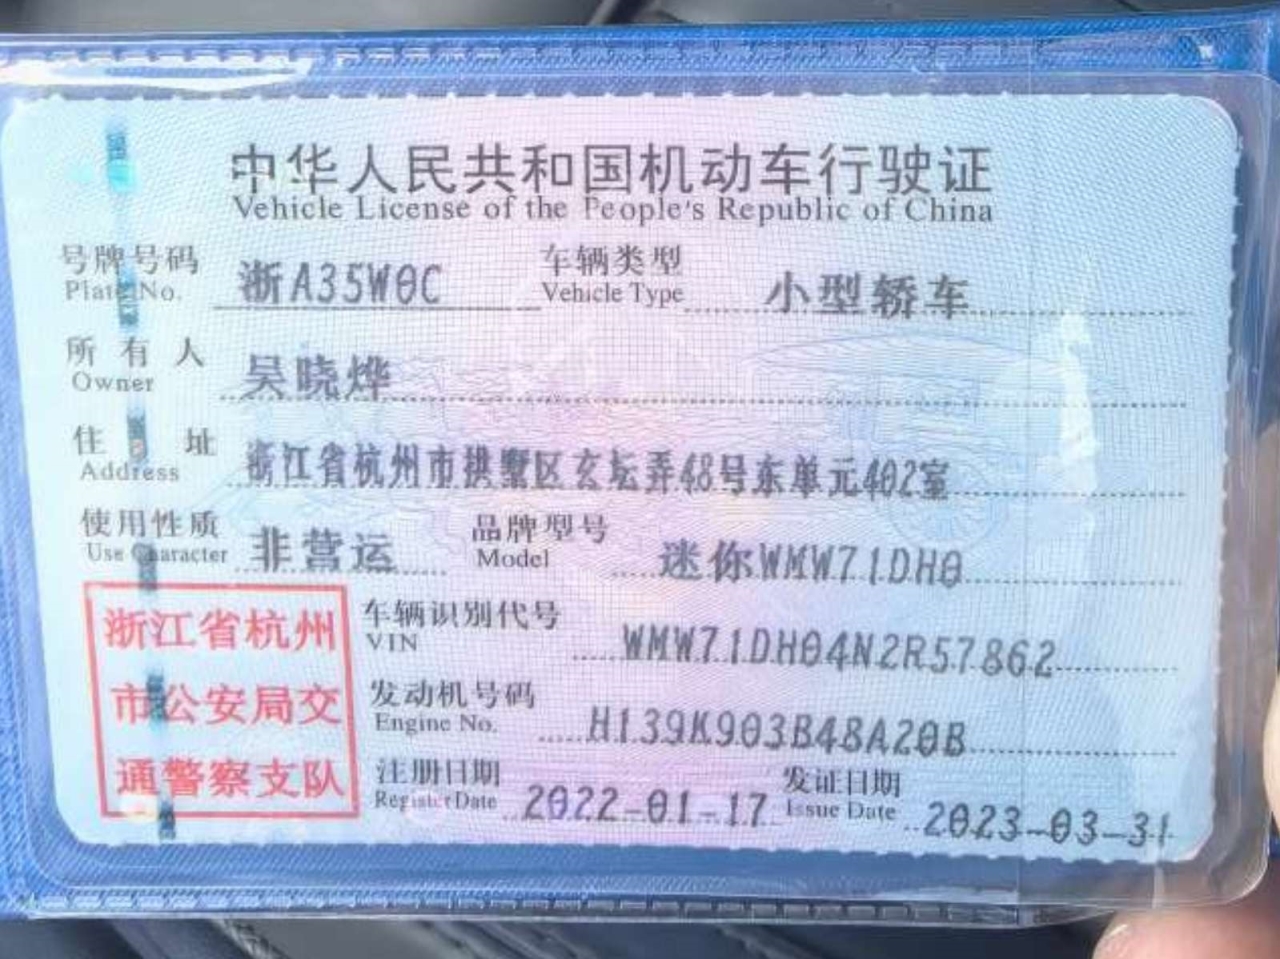 中华人民共和国机动车行驶证
Vehicle License of the People's Republic of China
号牌号码 浙A35W0C 车辆类型 小型轿车
Plate No. Vehicle Type
所有人 吴晓烨
Owner
住址 浙江省杭州市拱墅区玄坛弄48号东单元402室
Address
使用性质 非营运 品牌型号 迷你WMW71DH0
Use Character Model
浙江省杭州
市公安局交
通警察支队
车辆识别代号 WMW71DH04N2R57862
VIN
发动机号码 H139K903B48A20B
Engine No.
注册日期 2022-01-17 发证日期 2023-03-31
Register Date Issue Date